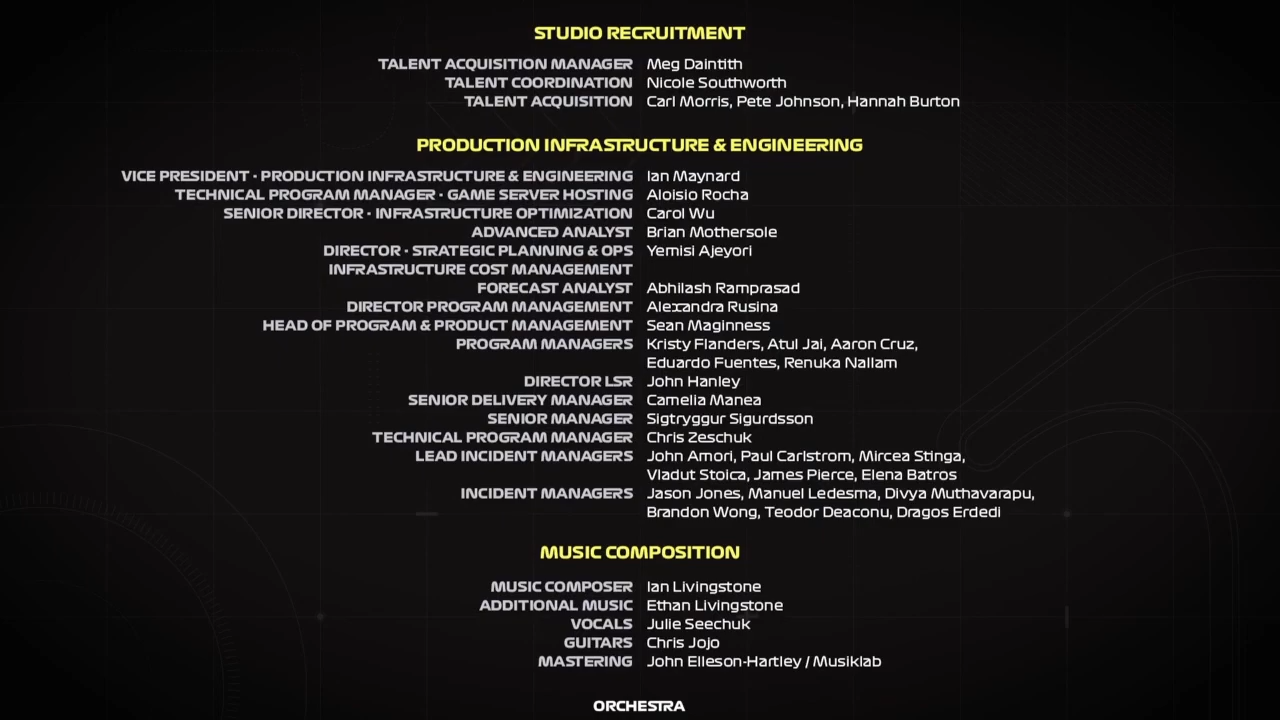 STUDIO RECRUITMENT
TALENT ACQUISITION MANAGER Meg Daintith
TALENT COORDINATION Nicole Southworth
TALENT ACQUISITION Carl Morris, Pete Johnson, Hannah Burton
PRODUCTION INFRASTRUCTURE & ENGINEERING
VICE PRESIDENT · PRODUCTION INFRASTRUCTURE & ENGINEERING Ian Maynard
TECHNICAL PROGRAM MANAGER · GAME SERVER HOSTING Aloisio Rocha
SENIOR DIRECTOR · INFRASTRUCTURE OPTIMIZATION Carol Wu
ADVANCED ANALYST Brian Mothersole
DIRECTOR · STRATEGIC PLANNING & OPS Yemisi Ajeyori
INFRASTRUCTURE COST MANAGEMENT
FORECAST ANALYST Abhilash Ramprasad
DIRECTOR PROGRAM MANAGEMENT Alexandra Rusina
HEAD OF PROGRAM & PRODUCT MANAGEMENT Sean Maginness
PROGRAM MANAGERS Kristy Flanders, Atul Jai, Aaron Cruz,
Eduardo Fuentes, Renuka Nallam
DIRECTOR LSR John Hanley
SENIOR DELIVERY MANAGER Camelia Manea
SENIOR MANAGER Sigtryggur Sigurdsson
TECHNICAL PROGRAM MANAGER Chris Zeschuk
LEAD INCIDENT MANAGERS John Amori, Paul Carlstrom, Mircea Stinga,
Vladut Stoica, James Pierce, Elena Batros
INCIDENT MANAGERS Jason Jones, Manuel Ledesma, Divya Muthavarapu,
Brandon Wong, Teodor Deaconu, Dragos Erdedi
MUSIC COMPOSITION
MUSIC COMPOSER Ian Livingstone
ADDITIONAL MUSIC Ethan Livingstone
VOCALS Julie Seechuk
GUITARS Chris Jojo
MASTERING John Elleson-Hartley / Musiklab
ORCHESTRA